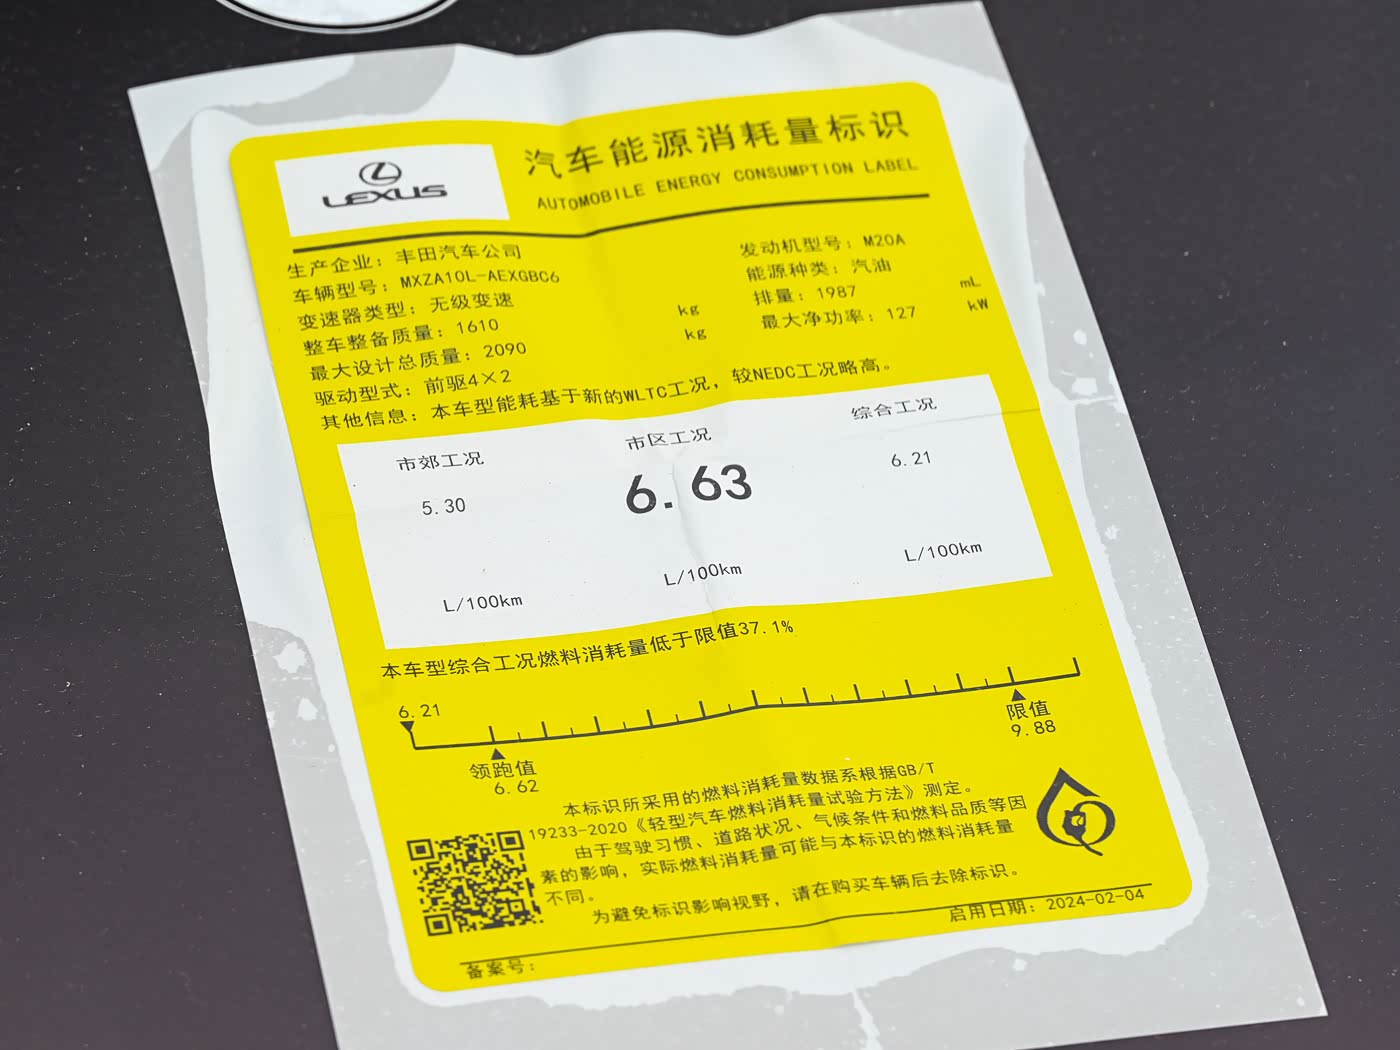 LEXUS
汽车能源消耗量标识
AUTOMOBILE ENERGY CONSUMPTION LABEL
生产企业：丰田汽车公司
车辆型号：MXZA10L-AEXGBC6
变速器类型：无级变速
整车整备质量：1610 kg
最大设计总质量：2090 kg
驱动型式：前驱4×2
其他信息：本车型能耗基于新的WLTC工况，较NEDC工况略高。
发动机型号：M20A
能源种类：汽油
排量：1987 mL
最大净功率：127 kW
市郊工况
5.30
L/100km
市区工况
6.63
L/100km
综合工况
6.21
L/100km
本车型综合工况燃料消耗量低于限值37.1%
6.21
领跑值
6.62
限值
9.88
本标识所采用的燃料消耗量数据系根据GB/T
19233-2020《轻型汽车燃料消耗量试验方法》测定。
由于驾驶习惯、道路状况、气候条件和燃料品质等因
素的影响，实际燃料消耗量可能与本标识的燃料消耗量
不同。
为避免标识影响视野，请在购买车辆后去除标识。
备案号：
启用日期：2024-02-04